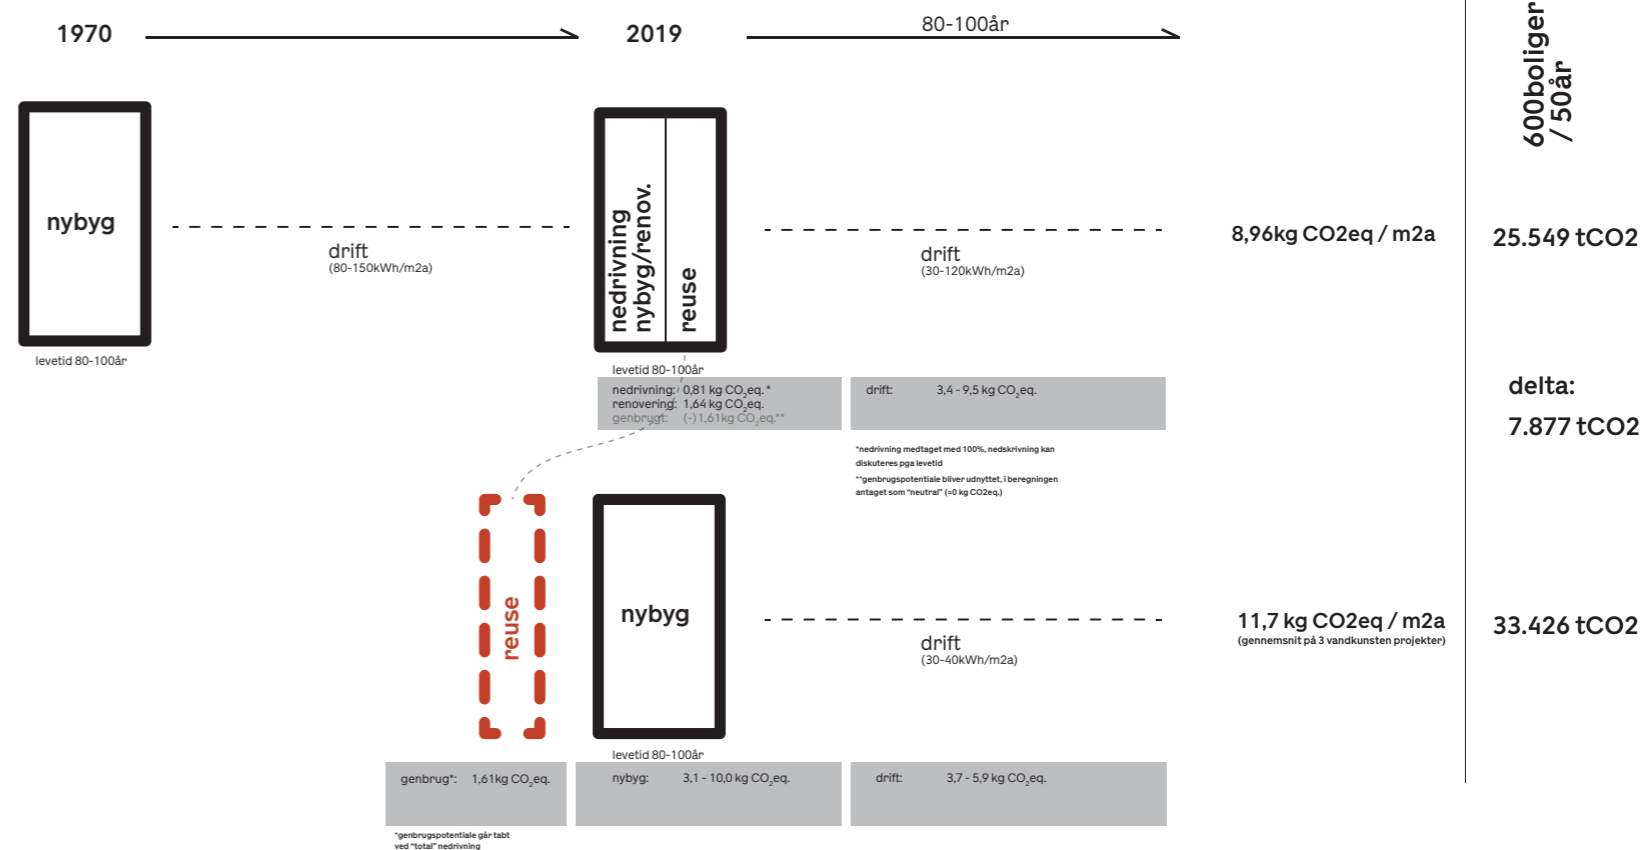 1970
2019
80-100år
600boliger
/ 50år
nybyg
levetid 80-100år
drift
(80-150kWh/m2a)
nedrivning
nybyg/renov.
reuse
levetid 80-100år
drift
(30-120kWh/m2a)
8,96kg CO2eq / m2a
25.549 tCO2
nedrivning: 0,81 kg CO2eq. *
renovering: 1,64 kg CO2eq.
genbrugt: (-)1,61kg CO2eq.**
drift: 3,4 - 9,5 kg CO2eq.
*nedrivning medtaget med 100%, nedskrivning kan
diskuteres pga levetid
**genbrugspotentiale bliver udnyttet, i beregningen
antaget som "neutral" (=0 kg CO2eq.)
delta:
7.877 tCO2
reuse
nybyg
levetid 80-100år
drift
(30-40kWh/m2a)
11,7 kg CO2eq / m2a
(gennemsnit på 3 vandkunsten projekter)
33.426 tCO2
genbrug*: 1,61kg CO2eq.
nybyg: 3,1 - 10,0 kg CO2eq.
drift: 3,7 - 5,9 kg CO2eq.
*genbrugspotentiale går tabt
ved "total" nedrivning